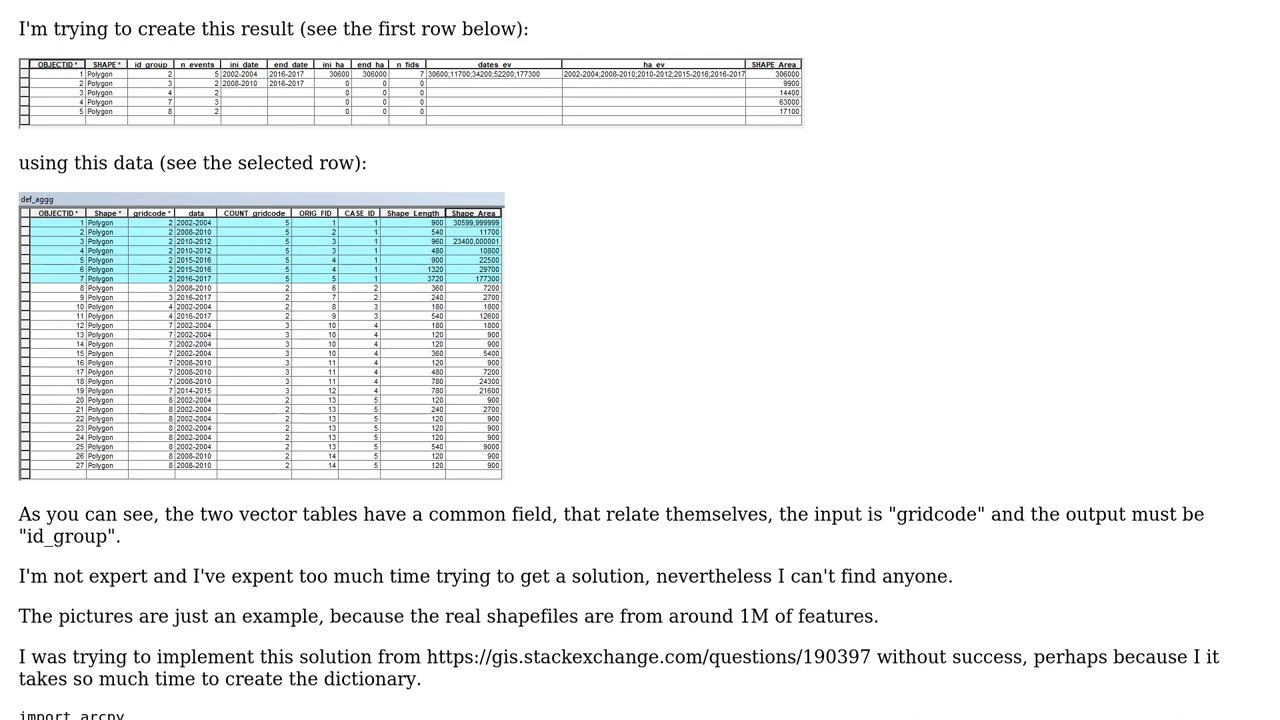 I'm trying to create this result (see the first row below):
OBJECTID * SHAPE * id_group n_events ini_date end_date ini_ha end_ha n_fids dates_ev ha_ev SHAPE_Area
1 Polygon 2 5 2002-2004 2016-2017 30600 306000 7 30600;11700;34200;52200;177300 2002-2004;2008-2010;2010-2012;2015-2016;2016-2017 306000
2 Polygon 3 2 2008-2010 2016-2017 0 0 0 9900
3 Polygon 4 2 0 0 0 14400
4 Polygon 7 3 0 0 0 63000
5 Polygon 8 2 0 0 0 17100
using this data (see the selected row):
def_aggg
OBJECTID * Shape * gridcode * data COUNT_gridcode ORIG_FID CASE_ID Shape_Length Shape_Area
1 Polygon 2 2002-2004 5 1 1 900 30599,999999
2 Polygon 2 2008-2010 5 2 1 540 11700
3 Polygon 2 2010-2012 5 3 1 960 23400,000001
4 Polygon 2 2010-2012 5 3 1 480 10800
5 Polygon 2 2015-2016 5 4 1 900 22500
6 Polygon 2 2015-2016 5 4 1 1320 29700
7 Polygon 2 2016-2017 5 5 1 3720 177300
8 Polygon 3 2008-2010 2 6 2 360 7200
9 Polygon 3 2016-2017 2 7 2 240 2700
10 Polygon 4 2002-2004 2 8 3 180 1800
11 Polygon 4 2016-2017 2 9 3 540 12600
12 Polygon 7 2002-2004 3 10 4 180 1800
13 Polygon 7 2002-2004 3 10 4 120 900
14 Polygon 7 2002-2004 3 10 4 120 900
15 Polygon 7 2002-2004 3 10 4 360 5400
16 Polygon 7 2008-2010 3 11 4 120 900
17 Polygon 7 2008-2010 3 11 4 480 7200
18 Polygon 7 2008-2010 3 11 4 780 24300
19 Polygon 7 2014-2015 3 12 4 780 21600
20 Polygon 8 2002-2004 2 13 5 120 900
21 Polygon 8 2002-2004 2 13 5 240 2700
22 Polygon 8 2002-2004 2 13 5 120 900
23 Polygon 8 2002-2004 2 13 5 120 900
24 Polygon 8 2002-2004 2 13 5 120 900
25 Polygon 8 2002-2004 2 13 5 540 9000
26 Polygon 8 2008-2010 2 14 5 120 900
27 Polygon 8 2008-2010 2 14 5 120 900
As you can see, the two vector tables have a common field, that relate themselves, the input is "gridcode" and the output must be
"id_group".
I'm not expert and I've expent too much time trying to get a solution, nevertheless I can't find anyone.
The pictures are just an example, because the real shapefiles are from around 1M of features.
I was trying to implement this solution from https://gis.stackexchange.com/questions/190397 without success, perhaps because I it
takes so much time to create the dictionary.
import arcpy